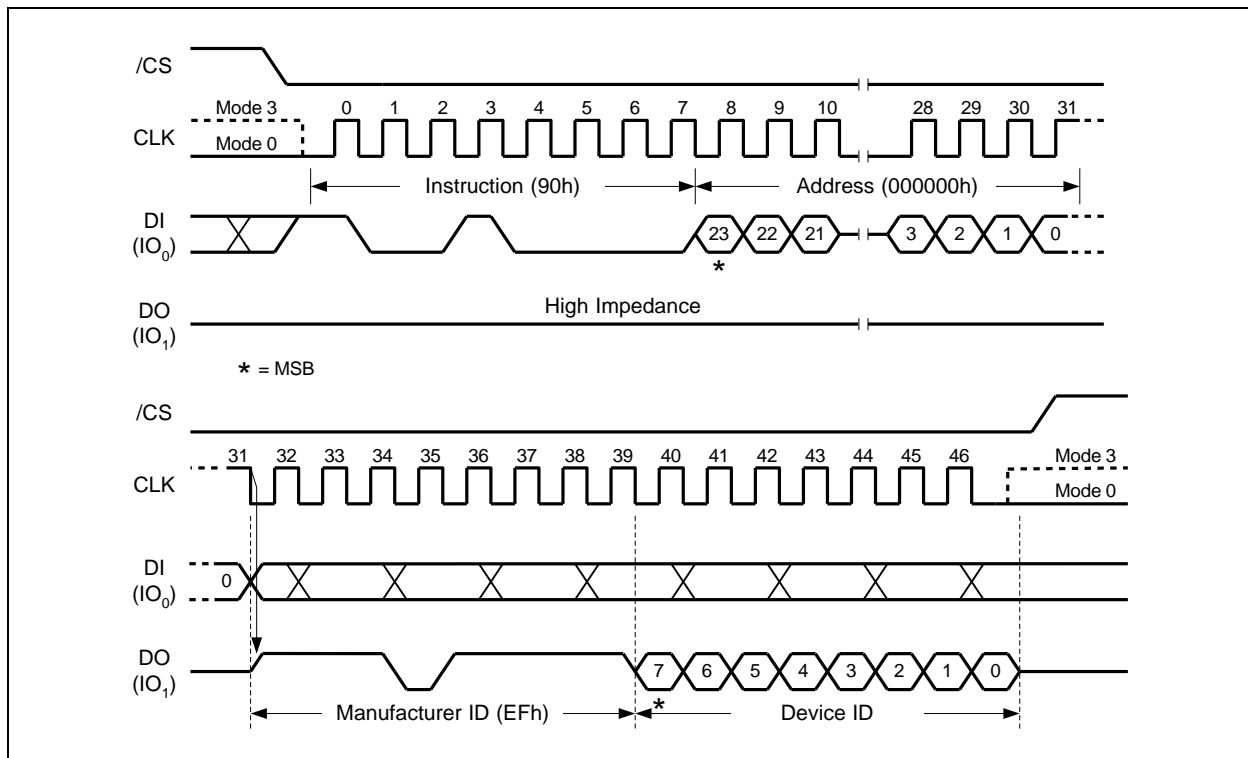 /CS
Mode 3 0 1 2 3 4 5 6 7 8 9 10 28 29 30 31
CLK
Mode 0
Instruction (90h) Address (000000h)
DI
(IO0)
23 22 21 3 2 1 0
*
High Impedance
DO
(IO1)
* = MSB
/CS
31 32 33 34 35 36 37 38 39 40 41 42 43 44 45 46 Mode 3
CLK
Mode 0
DI
(IO0)
0
DO
(IO1)
7 6 5 4 3 2 1 0
*
Manufacturer ID (EFh) Device ID